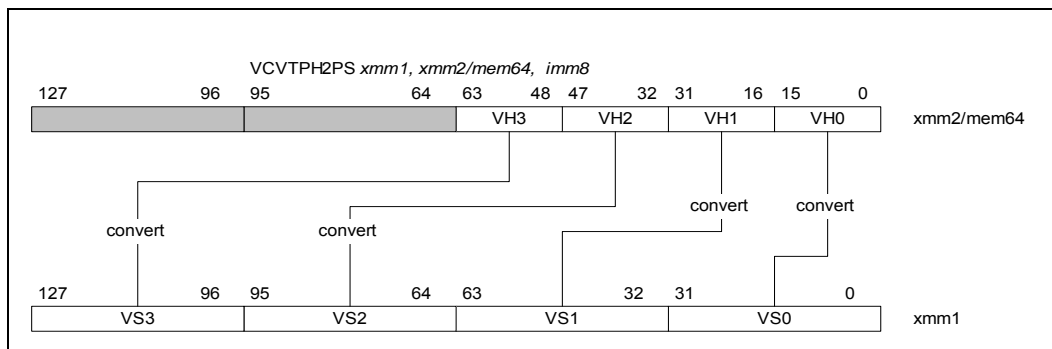 VCVTPH2PS xmm1, xmm2/mem64, imm8
127 96 95 64 63 48 47 32 31 16 15 0
VH3 VH2 VH1 VH0 xmm2/mem64
convert convert
convert convert
127 96 95 64 63 32 31 0
VS3 VS2 VS1 VS0 xmm1